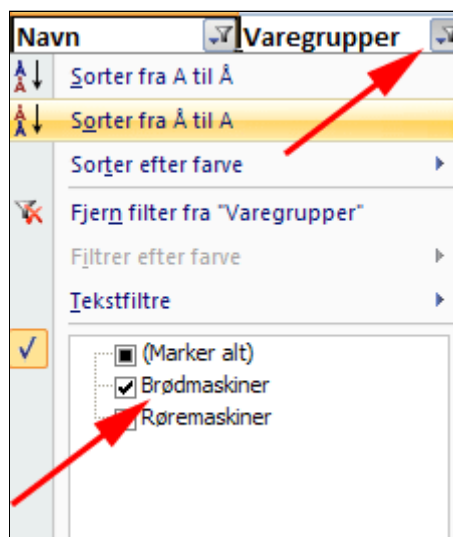 Navn Varegrupper
Sorter fra A til Å
Sorter fra Å til A
Sorter efter farve
Fjern filter fra "Varegrupper"
Filtrer efter farve
Tekstfiltre
(Marker alt)
Brødmaskiner
Røremaskiner